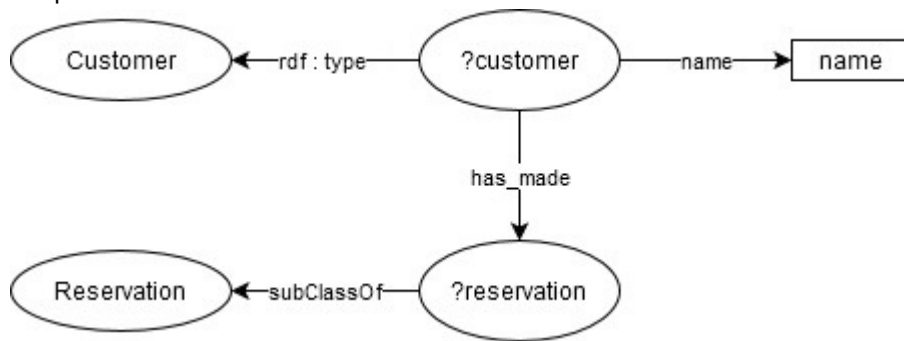 Customer
rdf : type
?customer
name
name
has_made
Reservation
subClassOf
?reservation